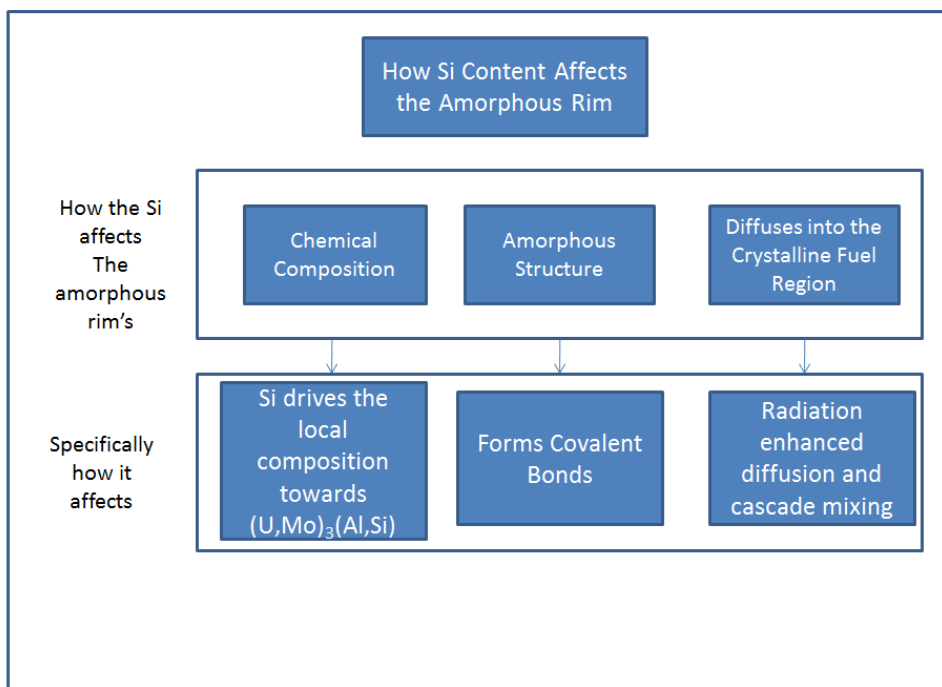 How Si Content Affects
the Amorphous Rim
How the Si
affects
The
amorphous
rim's
Chemical
Composition
Amorphous
Structure
Diffuses into the
Crystalline Fuel
Region
Specifically
how it
affects
Si drives the
local
composition
towards
(U,Mo)₃(Al,Si)
Forms Covalent
Bonds
Radiation
enhanced
diffusion and
cascade mixing